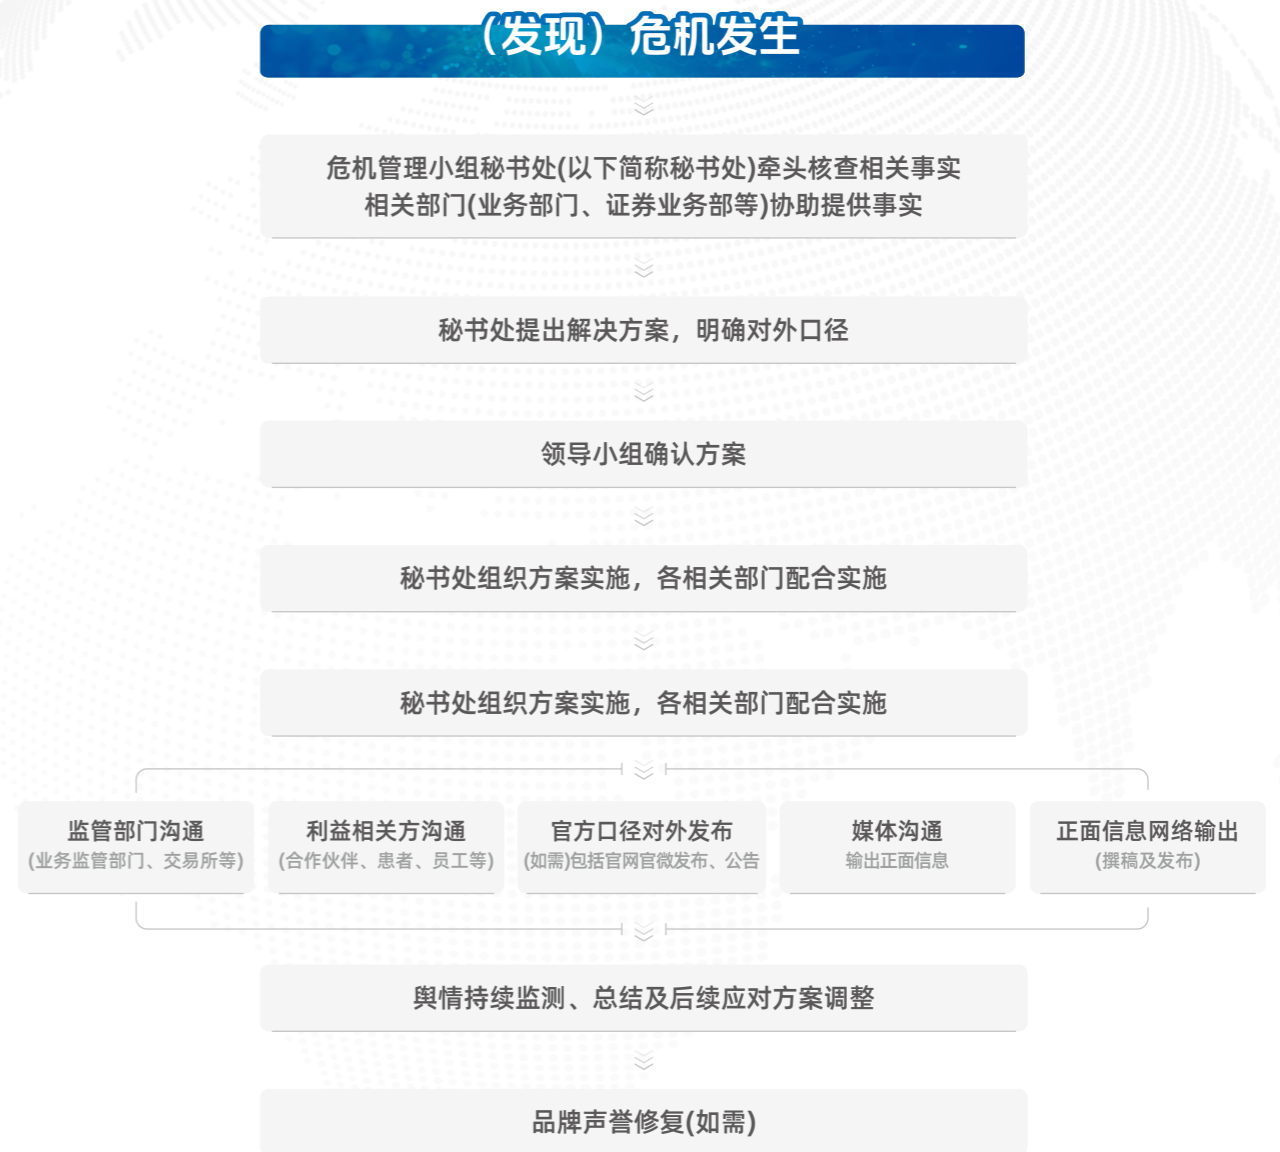 （发现）危机发生
危机管理小组秘书处(以下简称秘书处)牵头核查相关事实
相关部门(业务部门、证券业务部等)协助提供事实
秘书处提出解决方案，明确对外口径
领导小组确认方案
秘书处组织方案实施，各相关部门配合实施
秘书处组织方案实施，各相关部门配合实施
监管部门沟通
(业务监管部门、交易所等)
利益相关方沟通
(合作伙伴、患者、员工等)
官方口径对外发布
(如需)包括官网官微发布、公告
媒体沟通
输出正面信息
正面信息网络输出
(撰稿及发布)
舆情持续监测、总结及后续应对方案调整
品牌声誉修复(如需)